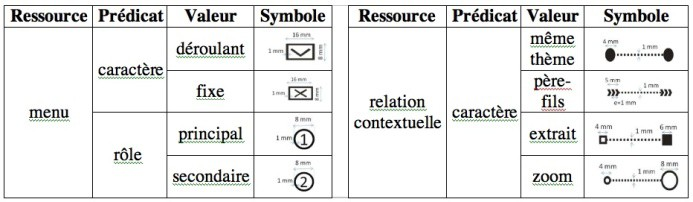 Ressource Prédicat Valeur Symbole
menu
caractère
déroulant
16 mm
1 mm
8 mm
fixe
16 mm
1 mm
8 mm
rôle
principal
8 mm
1 mm
1
secondaire
8 mm
1 mm
2
Ressource Prédicat Valeur Symbole
relation
contextuelle
caractère
même
thème
1 mm
père-
fils
5 mm
1 mm
e=1 mm
extrait
4 mm
1 mm
6 mm
zoom
4 mm
1 mm
8 mm